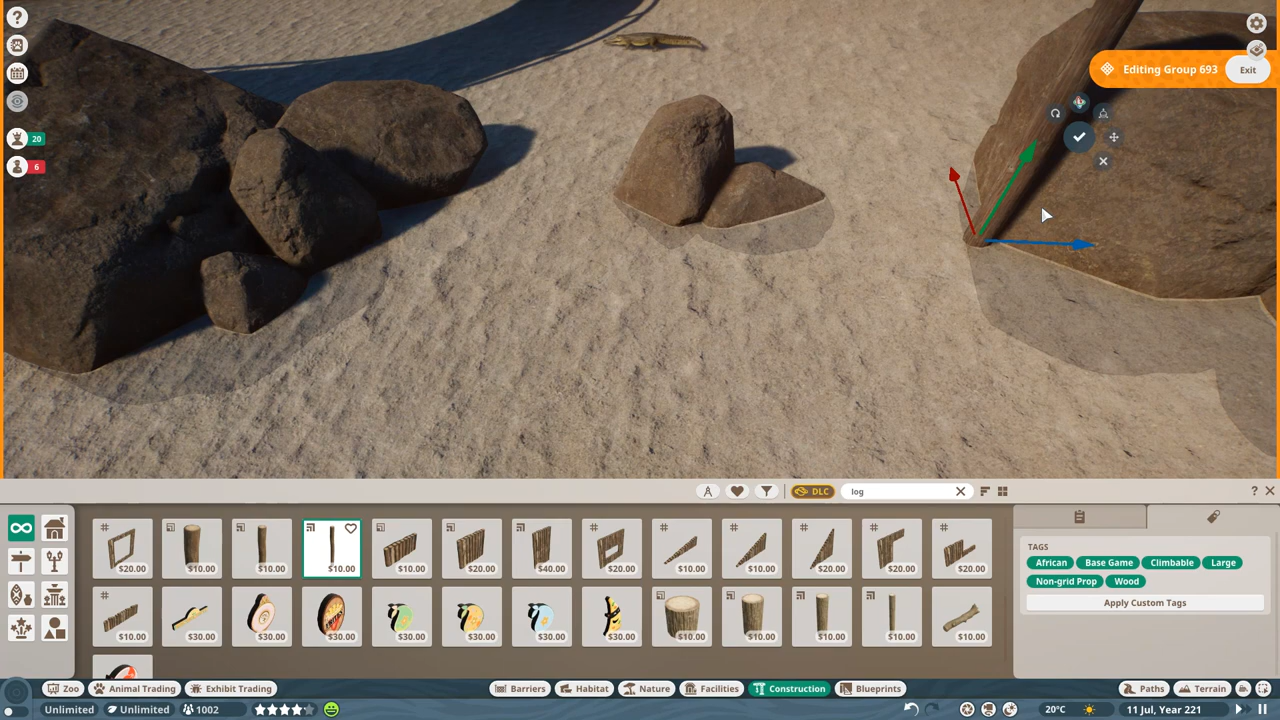 Editing Group 693
Exit
20
6
DLC
log
$20.00
$10.00
$10.00
$10.00
$10.00
$20.00
$40.00
$20.00
$10.00
$10.00
$20.00
$20.00
$20.00
$10.00
$30.00
$30.00
$30.00
$30.00
$30.00
$30.00
$30.00
$10.00
$10.00
$10.00
$10.00
$10.00
TAGS
African
Base Game
Climbable
Large
Non-grid Prop
Wood
Apply Custom Tags
Zoo
Animal Trading
Exhibit Trading
Barriers
Habitat
Nature
Facilities
Construction
Blueprints
Paths
Terrain
Unlimited
Unlimited
1002
20°C
11 Jul, Year 221